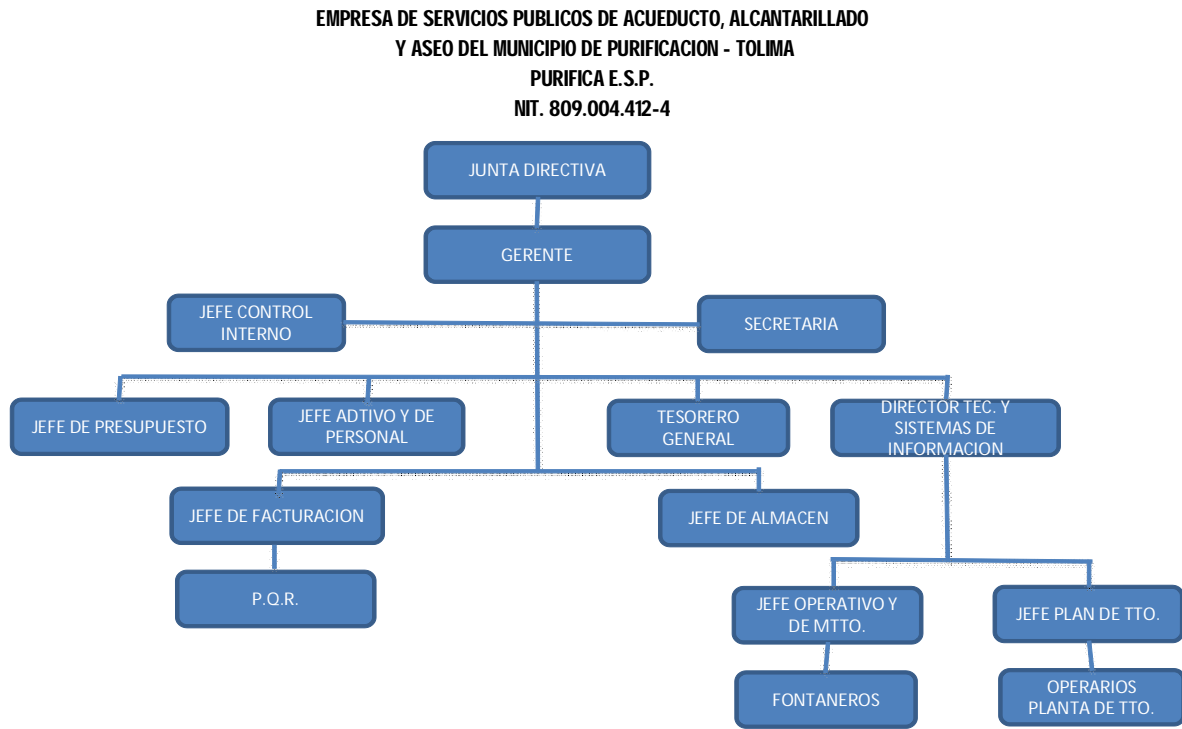 EMPRESA DE SERVICIOS PUBLICOS DE ACUEDUCTO, ALCANTARILLADO
Y ASEO DEL MUNICIPIO DE PURIFICACION - TOLIMA
PURIFICA E.S.P.
NIT. 809.004.412-4
JUNTA DIRECTIVA
GERENTE
JEFE CONTROL
INTERNO
SECRETARIA
JEFE DE PRESUPUESTO
JEFE ADTIVO Y DE
PERSONAL
TESORERO
GENERAL
DIRECTOR TEC. Y
SISTEMAS DE
INFORMACION
JEFE DE FACTURACION
JEFE DE ALMACEN
P.Q.R.
JEFE OPERATIVO Y
DE MTTO.
JEFE PLAN DE TTO.
FONTANEROS
OPERARIOS
PLANTA DE TTO.